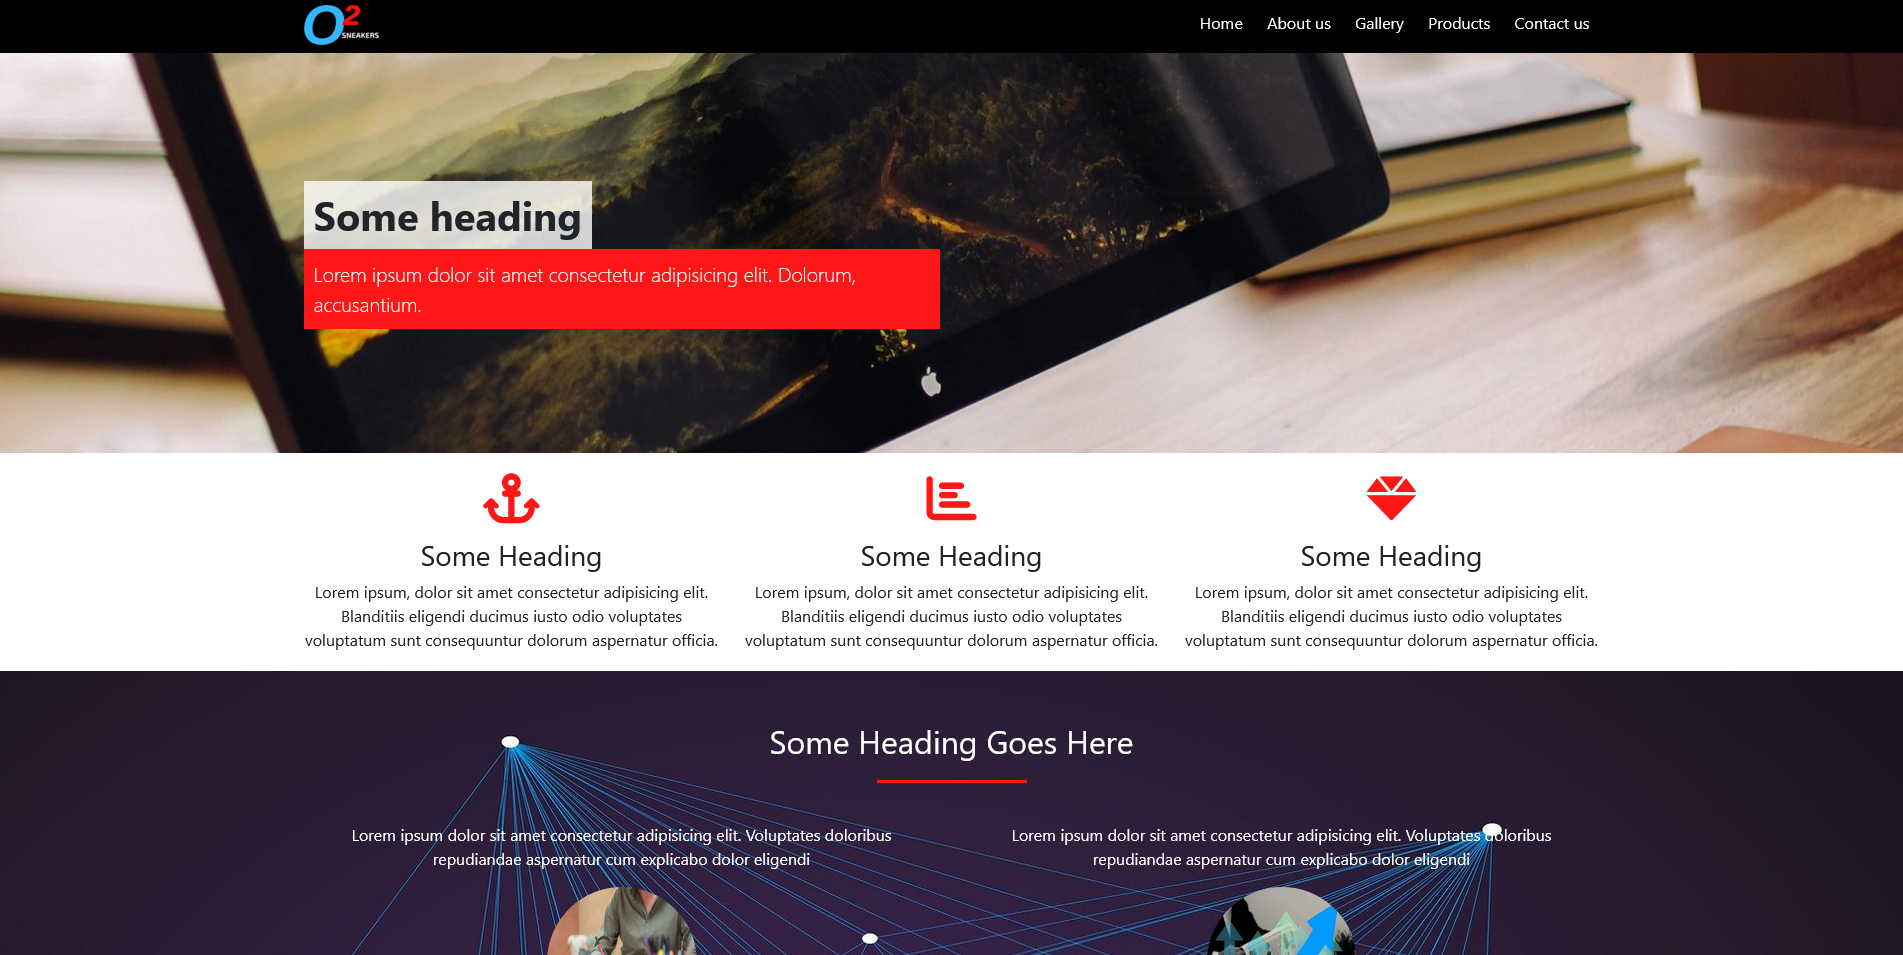 O2
SNEAKERS
Home About us Gallery Products Contact us
Some heading
Lorem ipsum dolor sit amet consectetur adipisicing elit. Dolorum,
accusantium.
Some Heading
Lorem ipsum, dolor sit amet consectetur adipisicing elit.
Blanditiis eligendi ducimus iusto odio voluptates
voluptatum sunt consequuntur dolorum aspernatur officia.
Some Heading
Lorem ipsum, dolor sit amet consectetur adipisicing elit.
Blanditiis eligendi ducimus iusto odio voluptates
voluptatum sunt consequuntur dolorum aspernatur officia.
Some Heading
Lorem ipsum, dolor sit amet consectetur adipisicing elit.
Blanditiis eligendi ducimus iusto odio voluptates
voluptatum sunt consequuntur dolorum aspernatur officia.
Some Heading Goes Here
Lorem ipsum dolor sit amet consectetur adipisicing elit. Voluptates doloribus
repudiandae aspernatur cum explicabo dolor eligendi
Lorem ipsum dolor sit amet consectetur adipisicing elit. Voluptates doloribus
repudiandae aspernatur cum explicabo dolor eligendi